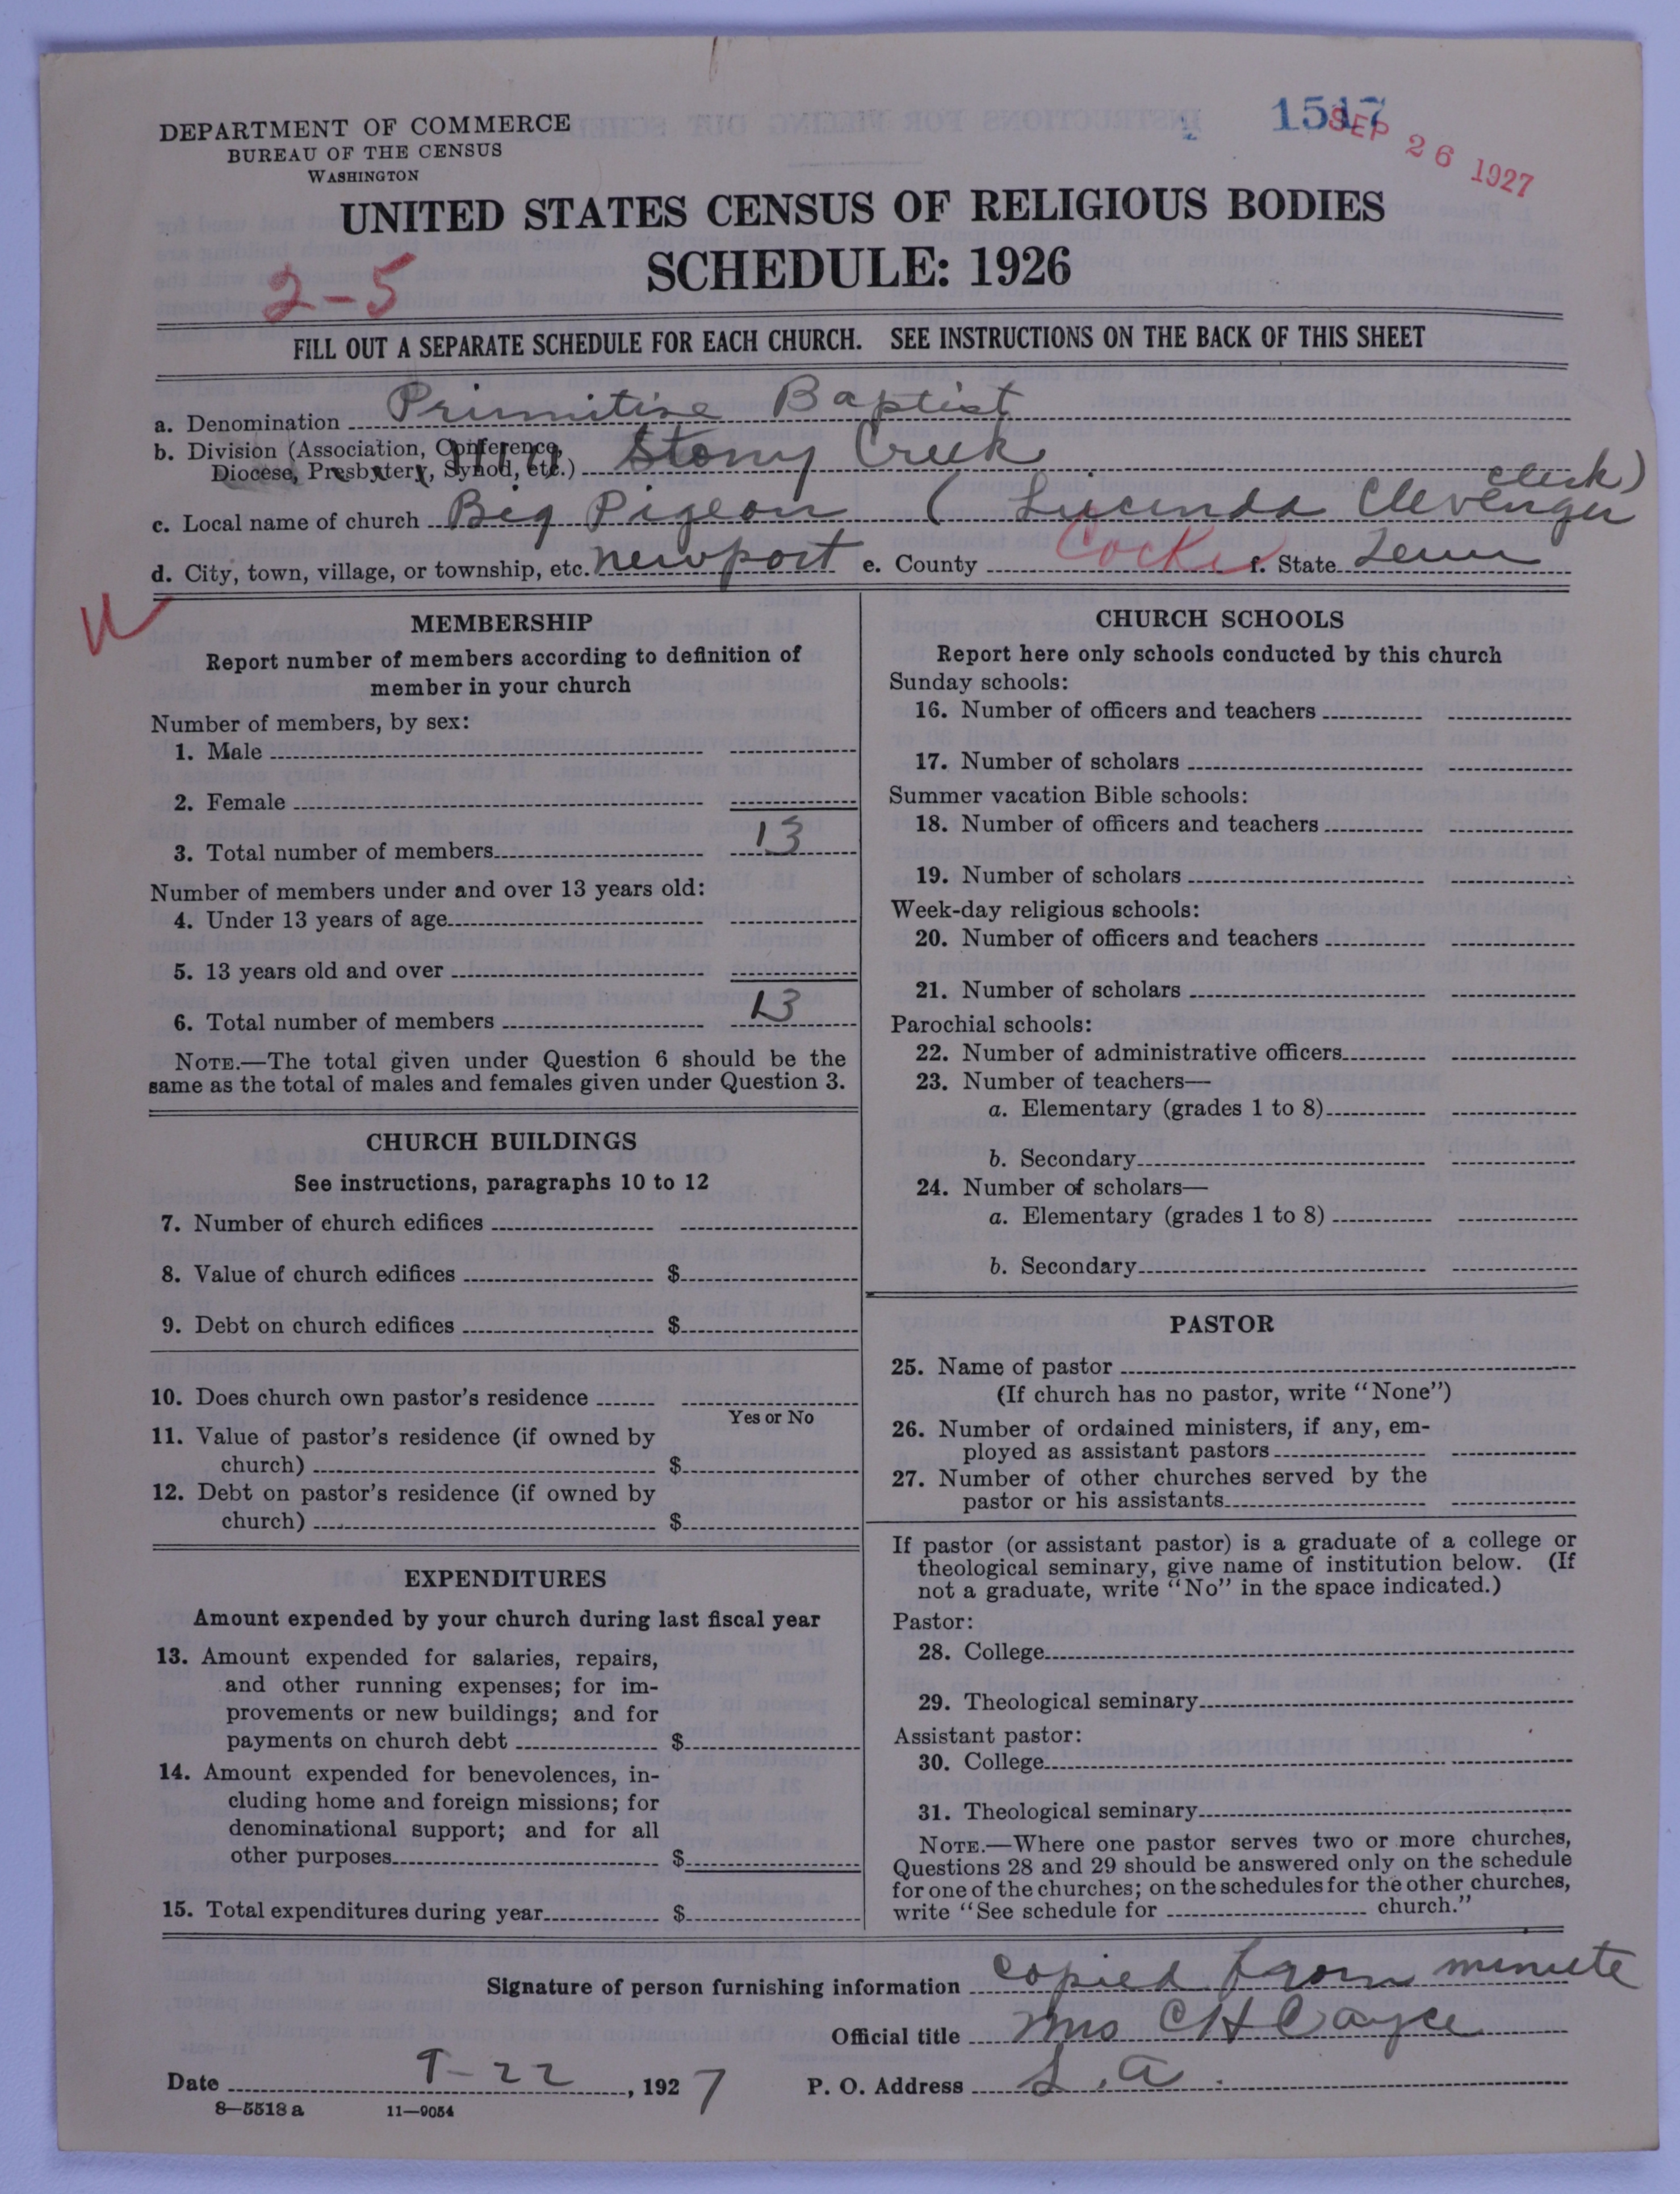 DEPARTMENT OF COMMERCE
BUREAU OF THE CENSUS
WASHINGTON
1517
SEP 26 1927
UNITED STATES CENSUS OF RELIGIOUS BODIES
SCHEDULE: 1926
2-5
FILL OUT A SEPARATE SCHEDULE FOR EACH CHURCH. SEE INSTRUCTIONS ON THE BACK OF THIS SHEET
a. Denomination Primitive Baptist
b. Division (Association, Conference,
Diocese, Presbytery, Synod, etc.) Stony Creek
clerk)
c. Local name of church Big Pigeon ( Lucinda Clevenger
d. City, town, village, or township, etc. Newport e. County Cocke f. State Tenn
MEMBERSHIP
Report number of members according to definition of
member in your church
Number of members, by sex:
1. Male
2. Female
3. Total number of members 13
Number of members under and over 13 years old:
4. Under 13 years of age
5. 13 years old and over
6. Total number of members 13
NOTE.—The total given under Question 6 should be the
same as the total of males and females given under Question 3.
CHURCH BUILDINGS
See instructions, paragraphs 10 to 12
7. Number of church edifices
8. Value of church edifices $
9. Debt on church edifices $
10. Does church own pastor's residence
Yes or No
11. Value of pastor's residence (if owned by
church) $
12. Debt on pastor's residence (if owned by
church) $
EXPENDITURES
Amount expended by your church during last fiscal year
13. Amount expended for salaries, repairs,
and other running expenses; for im-
provements or new buildings; and for
payments on church debt $
14. Amount expended for benevolences, in-
cluding home and foreign missions; for
denominational support; and for all
other purposes $
15. Total expenditures during year $
CHURCH SCHOOLS
Report here only schools conducted by this church
Sunday schools:
16. Number of officers and teachers
17. Number of scholars
Summer vacation Bible schools:
18. Number of officers and teachers
19. Number of scholars
Week-day religious schools:
20. Number of officers and teachers
21. Number of scholars
Parochial schools:
22. Number of administrative officers
23. Number of teachers—
a. Elementary (grades 1 to 8)
b. Secondary
24. Number of scholars—
a. Elementary (grades 1 to 8)
b. Secondary
PASTOR
25. Name of pastor
(If church has no pastor, write "None")
26. Number of ordained ministers, if any, em-
ployed as assistant pastors
27. Number of other churches served by the
pastor or his assistants
If pastor (or assistant pastor) is a graduate of a college or
theological seminary, give name of institution below. (If
not a graduate, write "No" in the space indicated.)
Pastor:
28. College
29. Theological seminary
Assistant pastor:
30. College
31. Theological seminary
NOTE.—Where one pastor serves two or more churches,
Questions 28 and 29 should be answered only on the schedule
for one of the churches; on the schedules for the other churches,
write "See schedule for church."
Signature of person furnishing information copied from minute
Official title Mrs C H Cayce
Date 9-22, 1927 P. O. Address S. A.
8—5518 a 11—9054